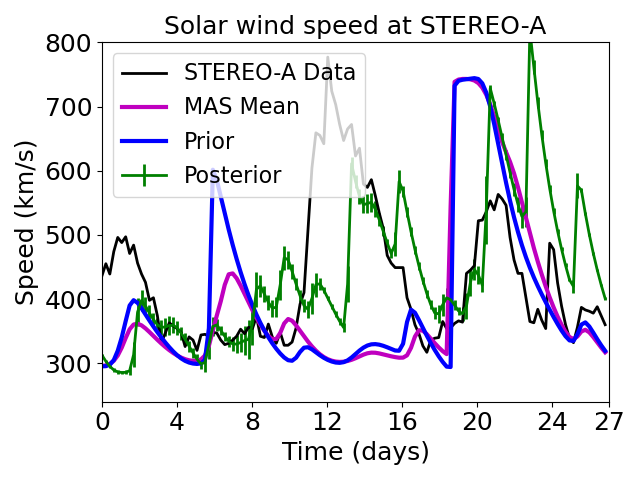 Solar wind speed at STEREO-A
800
700
600
500
400
300
Speed (km/s)
STEREO-A Data
MAS Mean
Prior
Posterior
0 4 8 12 16 20 24 27
Time (days)